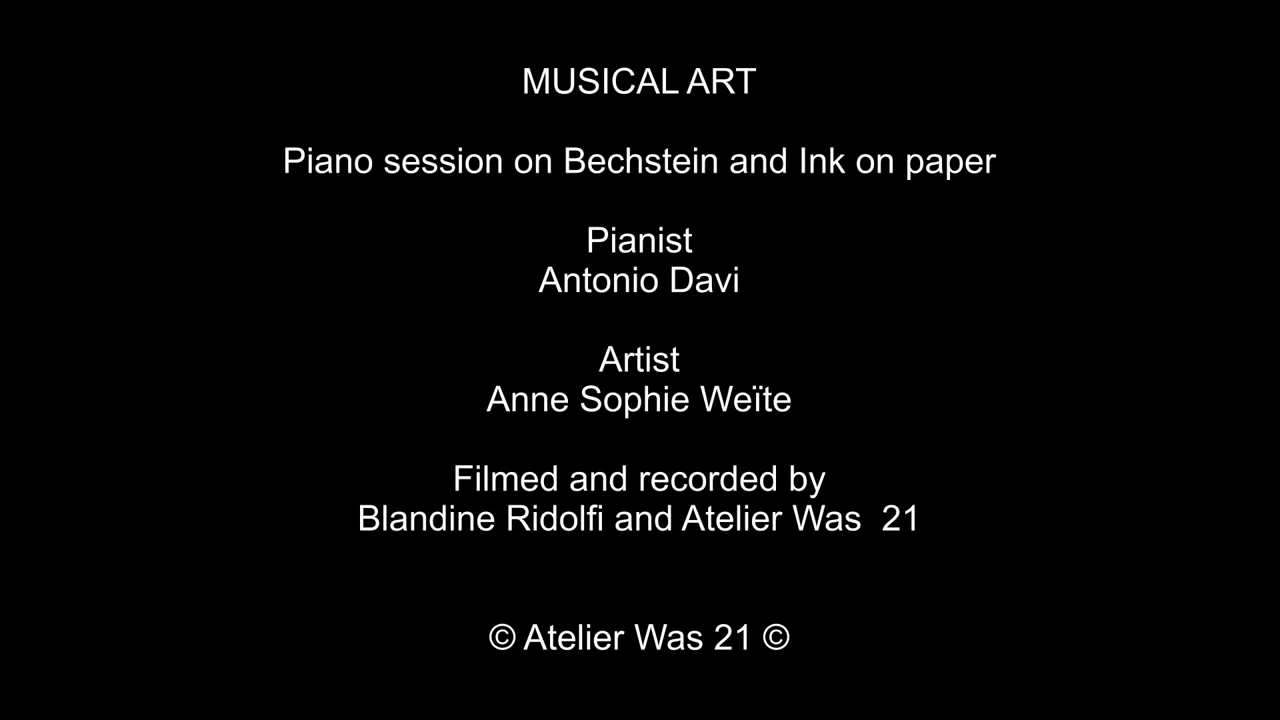 MUSICAL ART
Piano session on Bechstein and Ink on paper
Pianist
Antonio Davi
Artist
Anne Sophie Weïte
Filmed and recorded by
Blandine Ridolfi and Atelier Was  21
© Atelier Was 21 ©